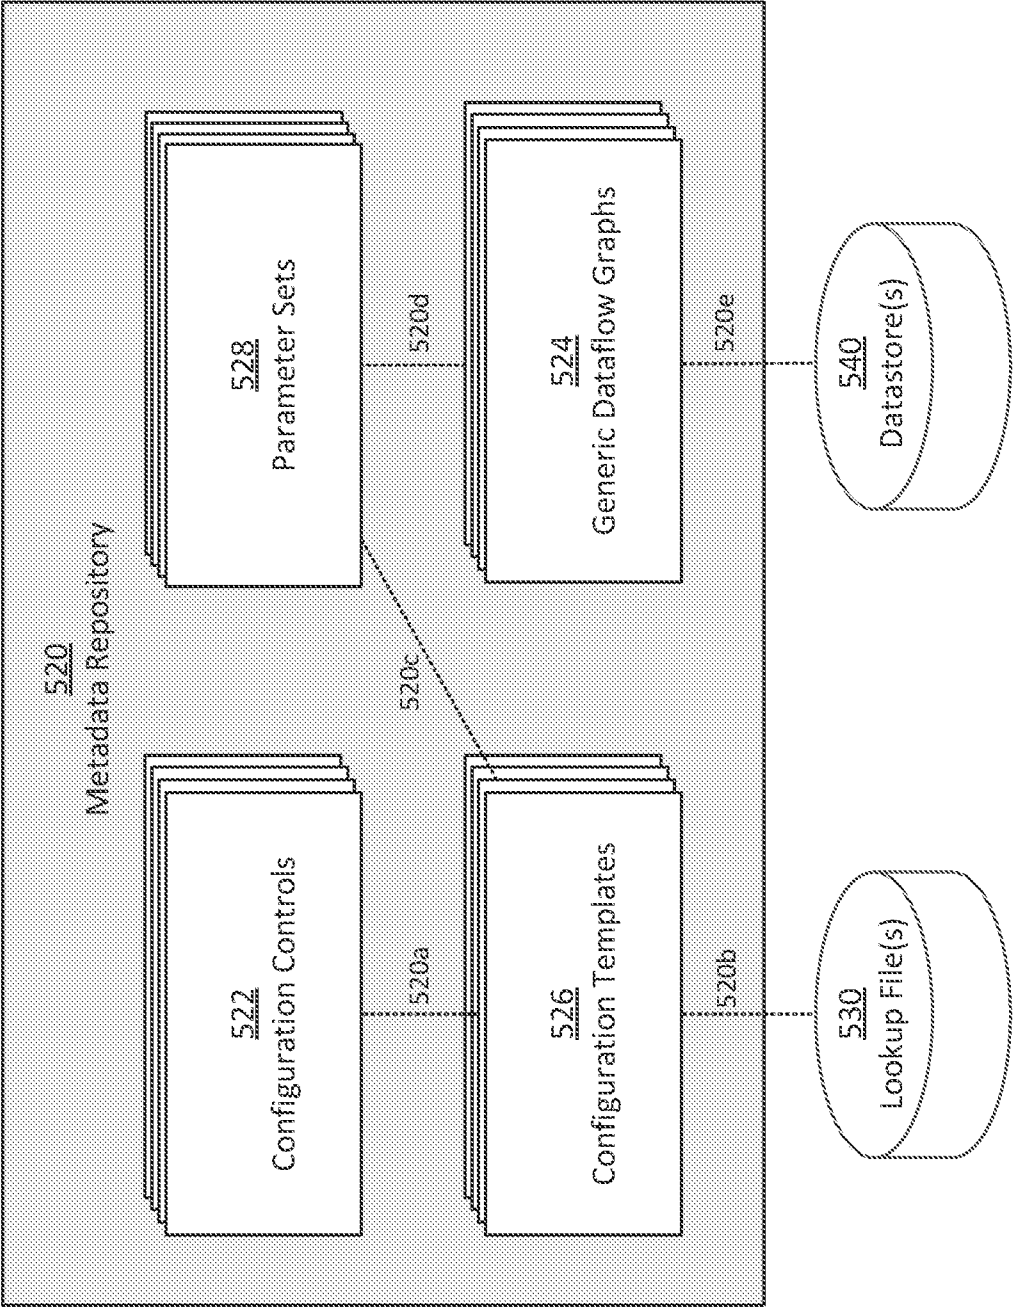 520
Metadata Repository
522
Configuration Controls
528
Parameter Sets
520a
520c
520d
526
Configuration Templates
524
Generic Dataflow Graphs
520b
520e
530
Lookup File(s)
540
Datastore(s)